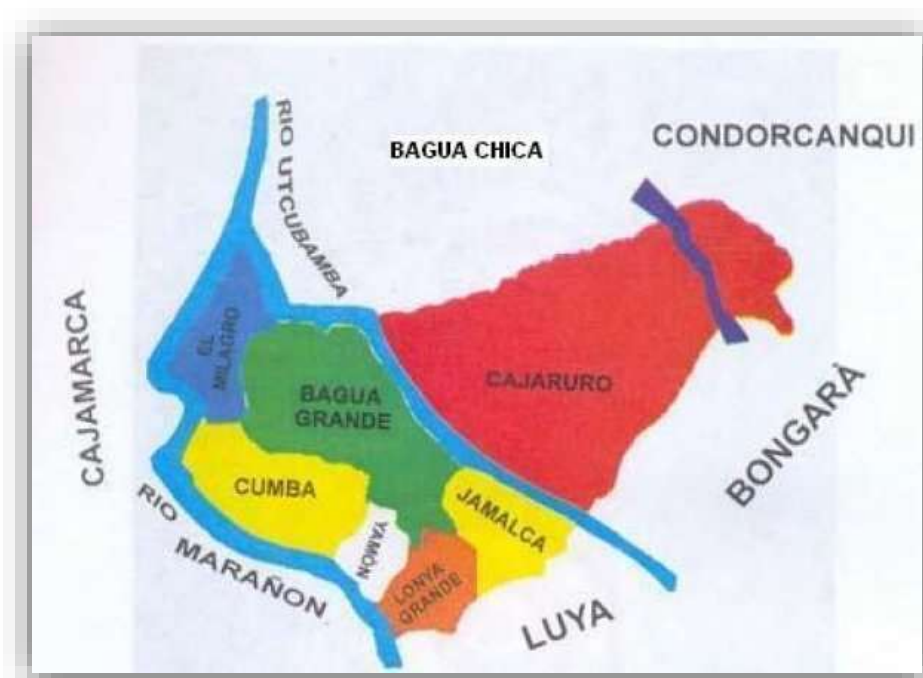 RIO UTCUBAMBA
BAGUA CHICA
CONDORCANQUI
CAJAMARCA
EL
MILAGRO
BAGUA
GRANDE
CAJARURO
BONGARÀ
CUMBA
JAMALCA
YAMON
RIO
MARAÑON
LONYA
GRANDE
LUYA